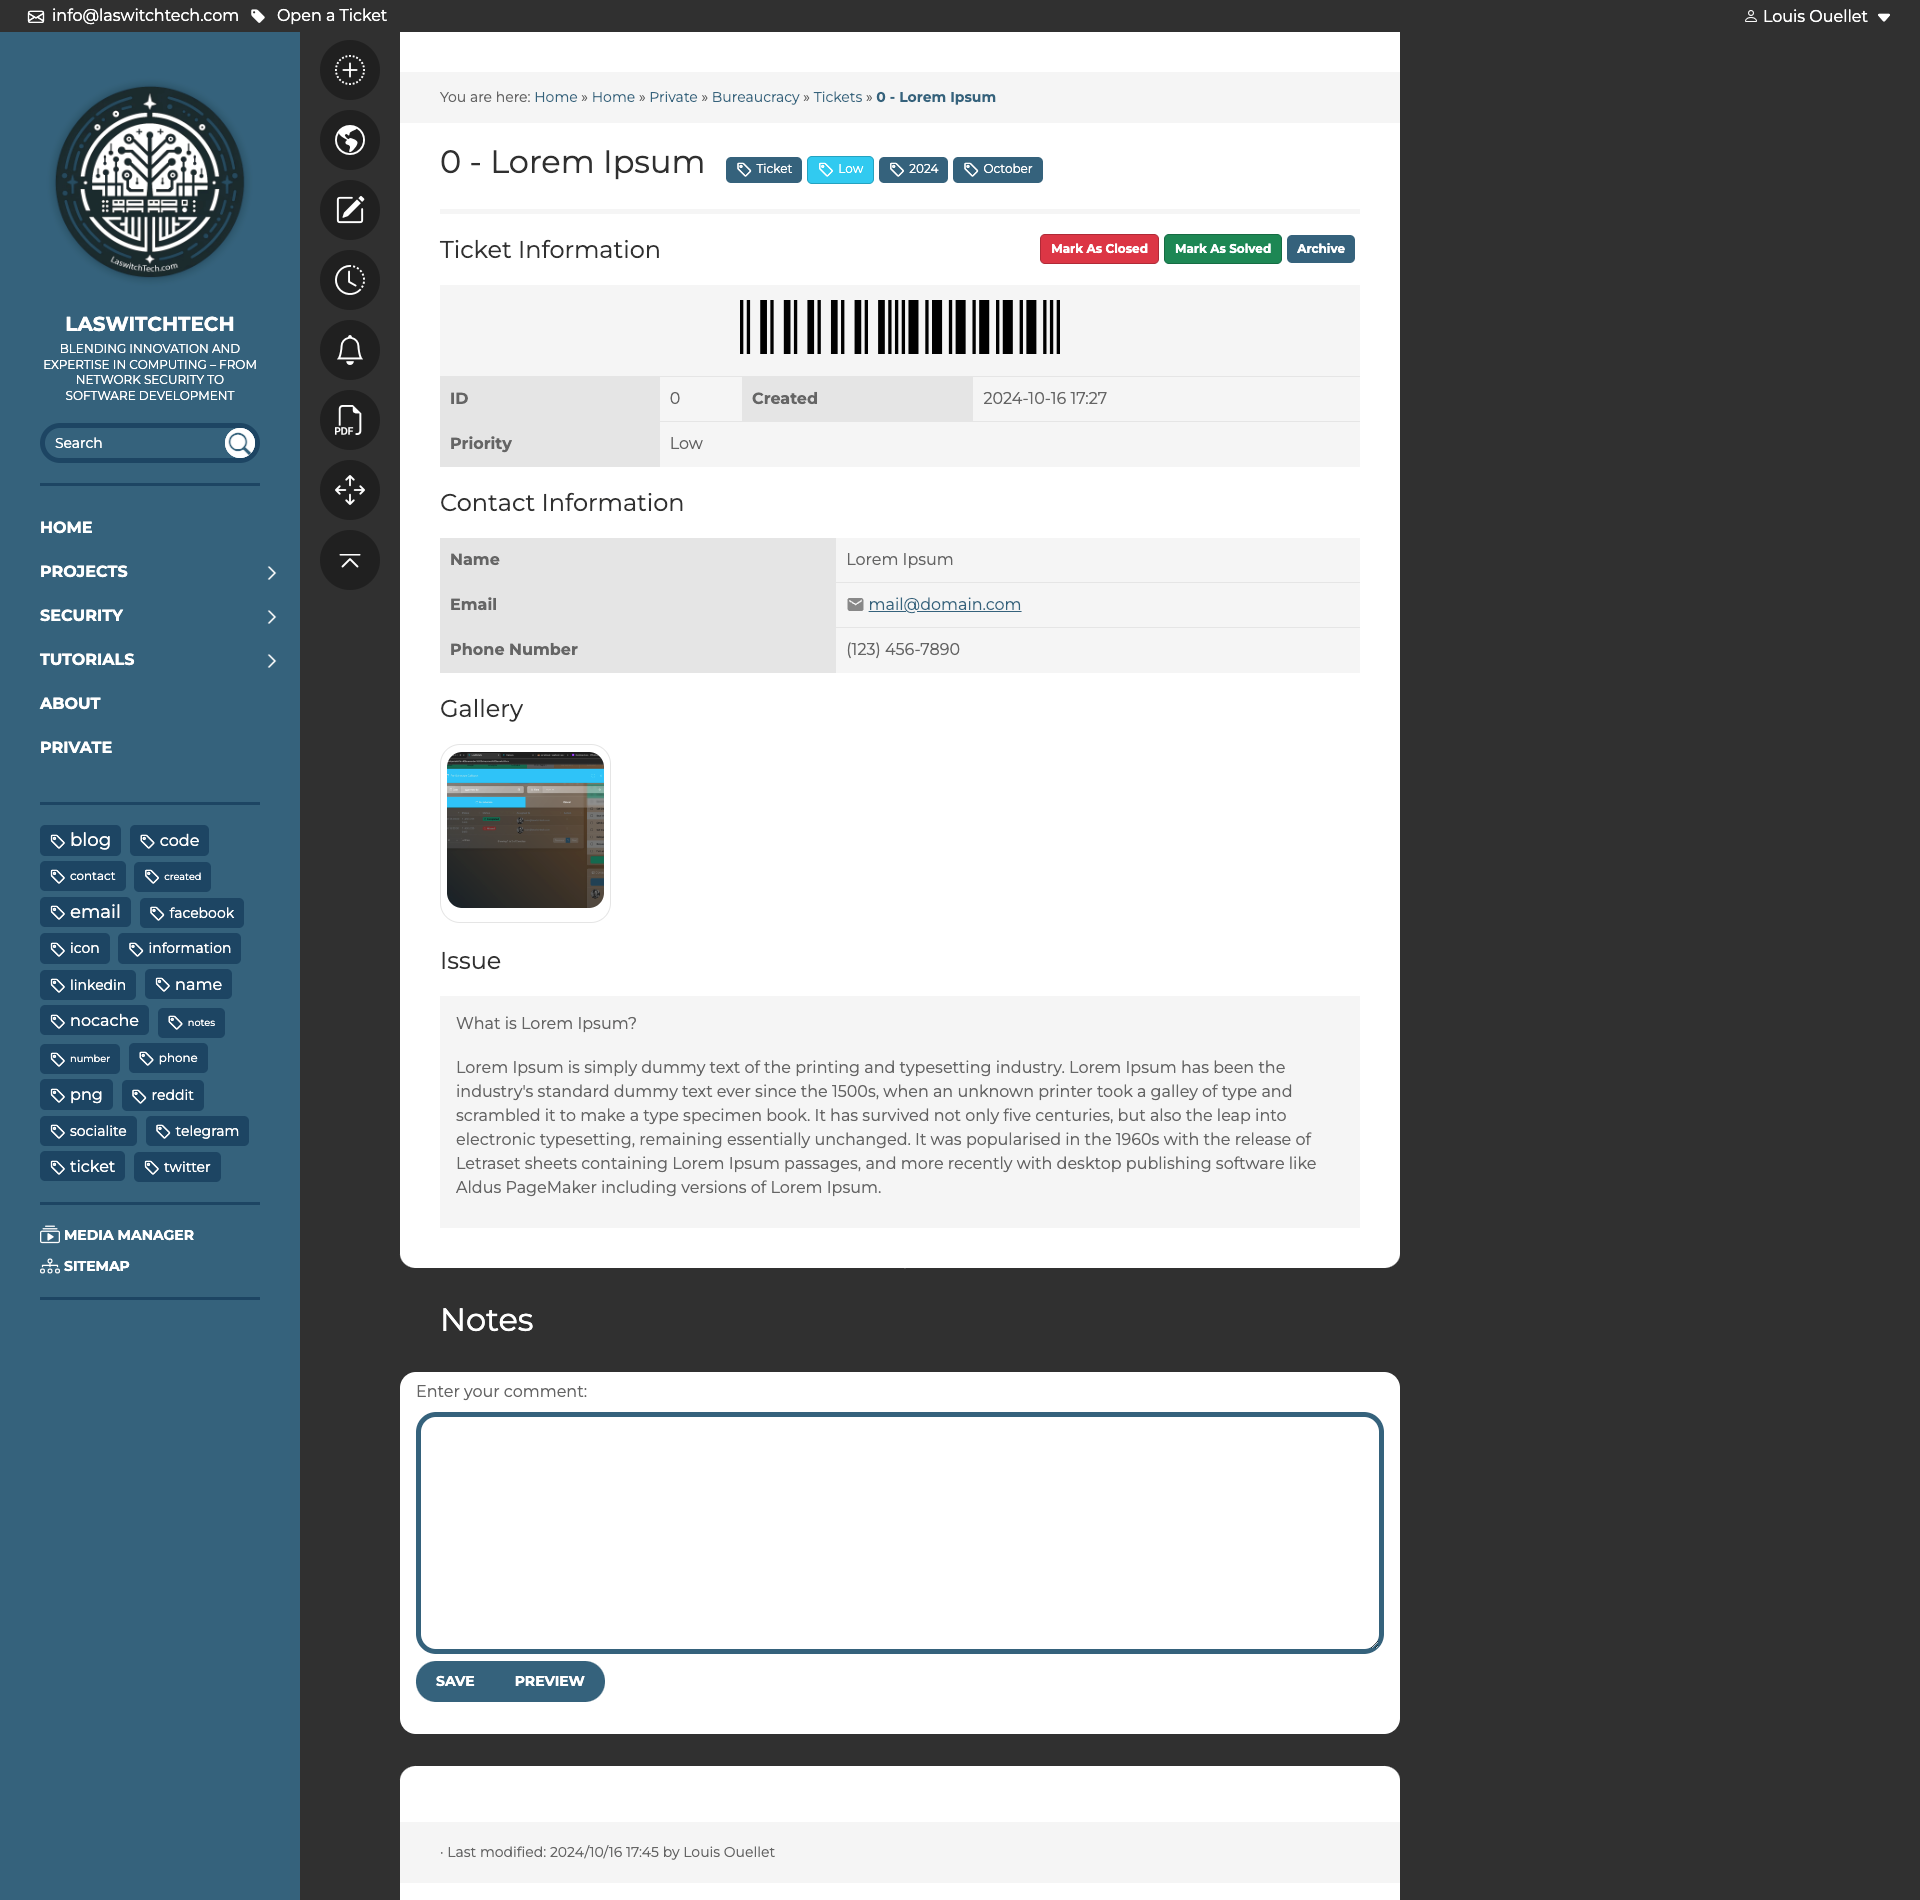 info@laswitchtech.com Open a Ticket Louis Ouellet
LaswitchTech.com
LASWITCHTECH
BLENDING INNOVATION AND
EXPERTISE IN COMPUTING – FROM
NETWORK SECURITY TO
SOFTWARE DEVELOPMENT
Search
HOME
PROJECTS
SECURITY
TUTORIALS
ABOUT
PRIVATE
blog code
contact created
email facebook
icon information
linkedin name
nocache notes
number phone
png reddit
socialite telegram
ticket twitter
MEDIA MANAGER
SITEMAP
PDF
You are here: Home » Home » Private » Bureaucracy » Tickets » 0 - Lorem Ipsum
0 - Lorem Ipsum Ticket Low 2024 October
Ticket Information Mark As Closed Mark As Solved Archive
ID 0 Created 2024-10-16 17:27
Priority Low
Contact Information
Name Lorem Ipsum
Email mail@domain.com
Phone Number (123) 456-7890
Gallery
Issue
What is Lorem Ipsum?
Lorem Ipsum is simply dummy text of the printing and typesetting industry. Lorem Ipsum has been the
industry's standard dummy text ever since the 1500s, when an unknown printer took a galley of type and
scrambled it to make a type specimen book. It has survived not only five centuries, but also the leap into
electronic typesetting, remaining essentially unchanged. It was popularised in the 1960s with the release of
Letraset sheets containing Lorem Ipsum passages, and more recently with desktop publishing software like
Aldus PageMaker including versions of Lorem Ipsum.
Notes
Enter your comment:
SAVE PREVIEW
· Last modified: 2024/10/16 17:45 by Louis Ouellet